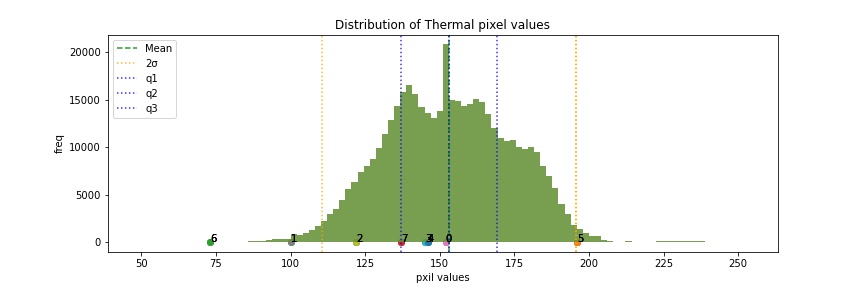 Distribution of Thermal pixel values
Mean
2σ
q1
q2
q3
freq
20000
15000
10000
5000
0
6
1
2
7
3
4
0
5
50
75
100
125
150
175
200
225
250
pxil values